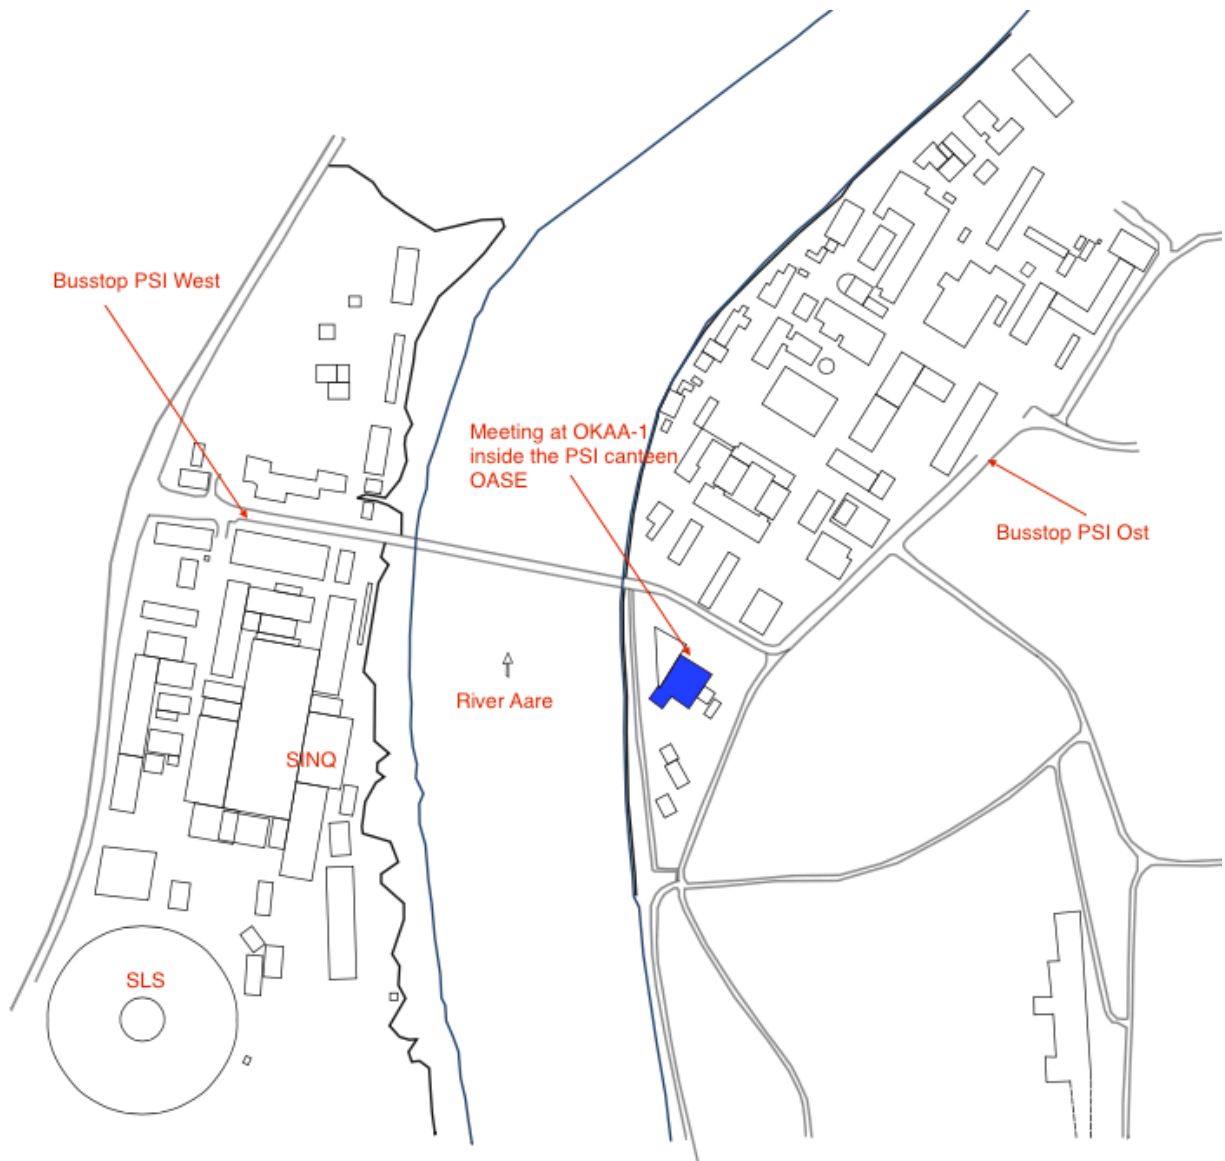 Busstop PSI West
Meeting at OKAA-1
inside the PSI canteen
OASE
Busstop PSI Ost
River Aare
SINQ
SLS